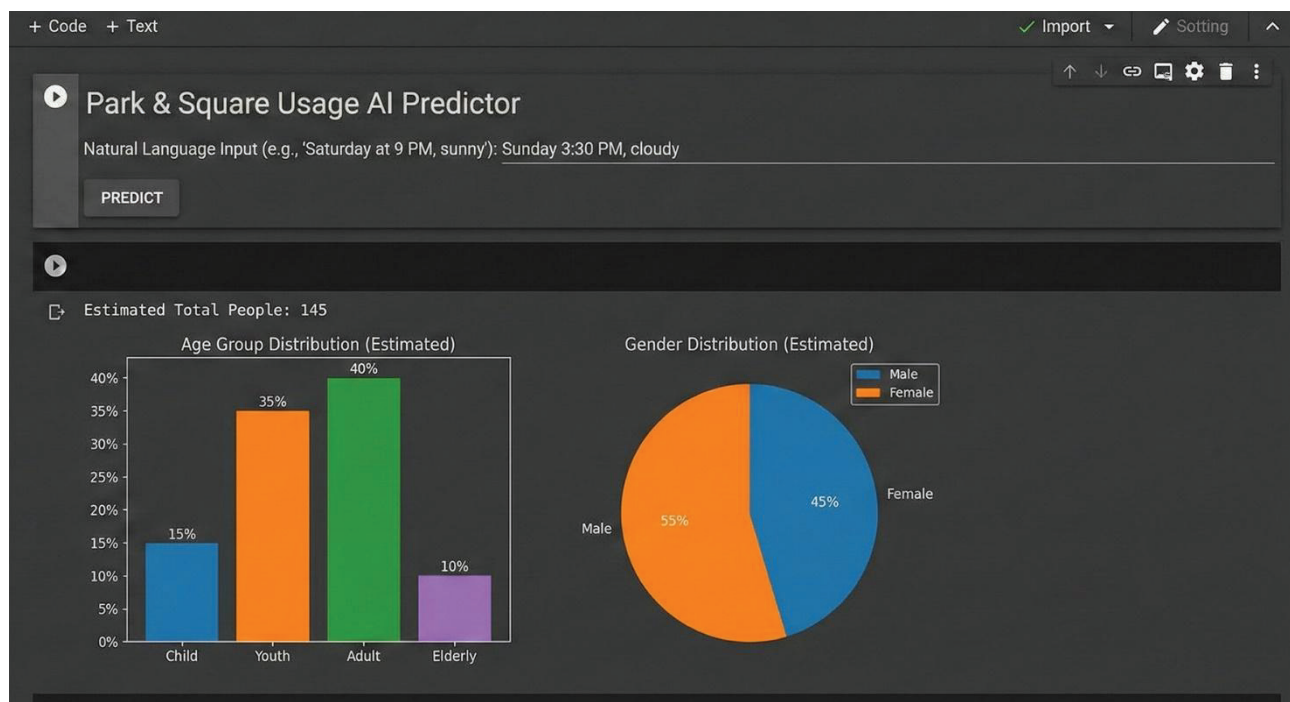 + Code + Text
Import
Sotting
Park & Square Usage AI Predictor
Natural Language Input (e.g., 'Saturday at 9 PM, sunny'): Sunday 3:30 PM, cloudy
PREDICT
Estimated Total People: 145
Age Group Distribution (Estimated)
40%
35%
30%
25%
20%
15%
10%
5%
0%
15%
35%
40%
10%
Child
Youth
Adult
Elderly
Gender Distribution (Estimated)
Male
Female
Male
55%
45%
Female